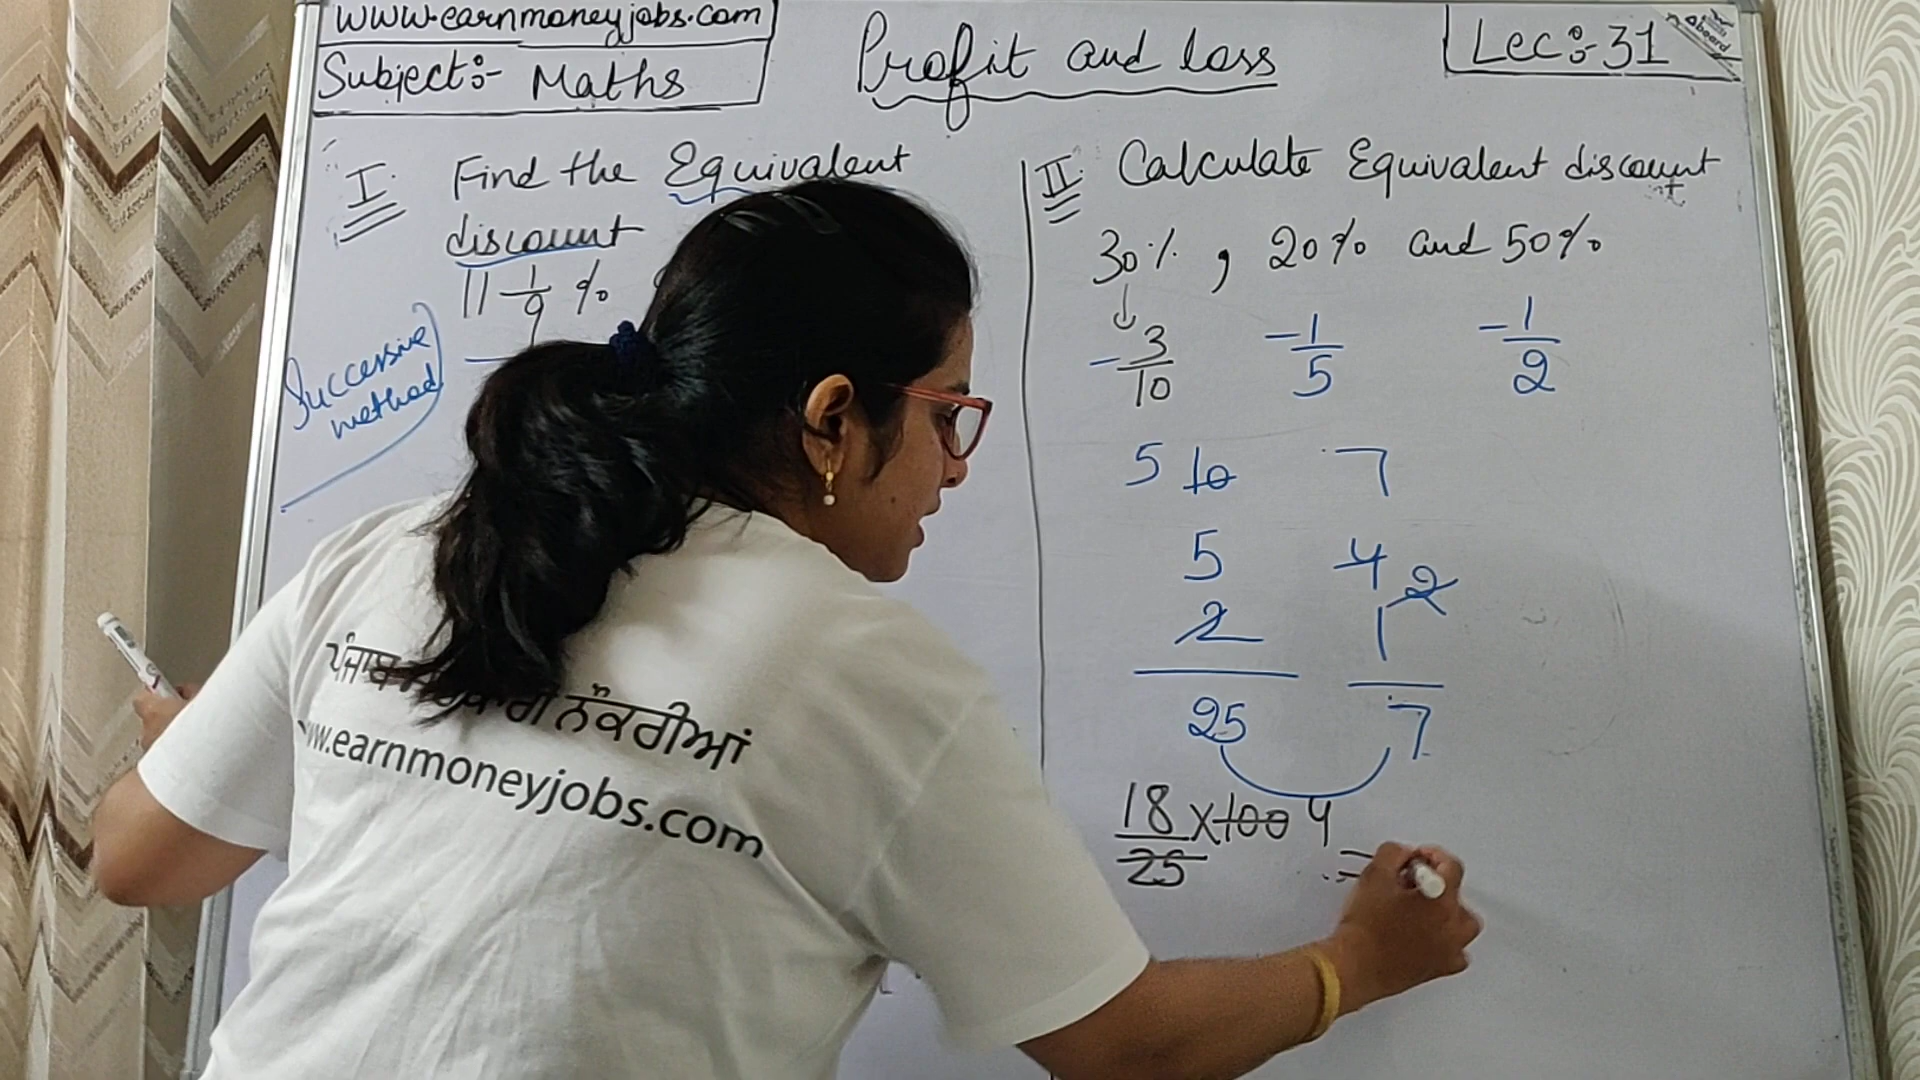 www.earnmoneyjobs.com
Subject:- Maths
Profit and loss
Lec:-31
I. Find the Equivalent
discount
11 1/9 %
Successive
method
II. Calculate Equivalent discount
30% , 20% and 50%
-3/10 -1/5 -1/2
5 10 7
5 4 2
2 1
25 7
18/25 x 100 4
=
ਨੌਕਰੀਆਂ
www.earnmoneyjobs.com